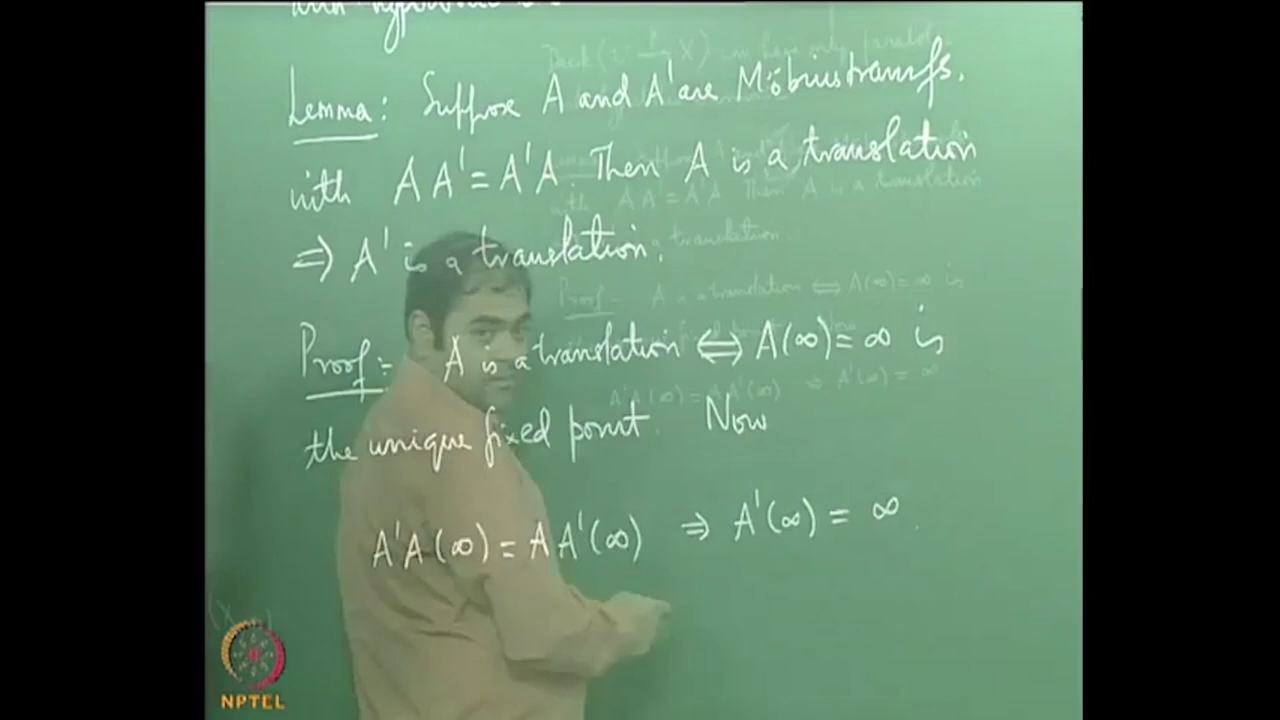 Lemma: Suppose A and A' are Möbius transfs.
with AA' = A'A. Then A is a translation
⇒ A' is a translation.
Proof:- A is a translation ⇔ A(∞) = ∞ is
the unique fixed point. Now
A'A(∞) = AA'(∞) ⇒ A'(∞) = ∞.
NPTEL